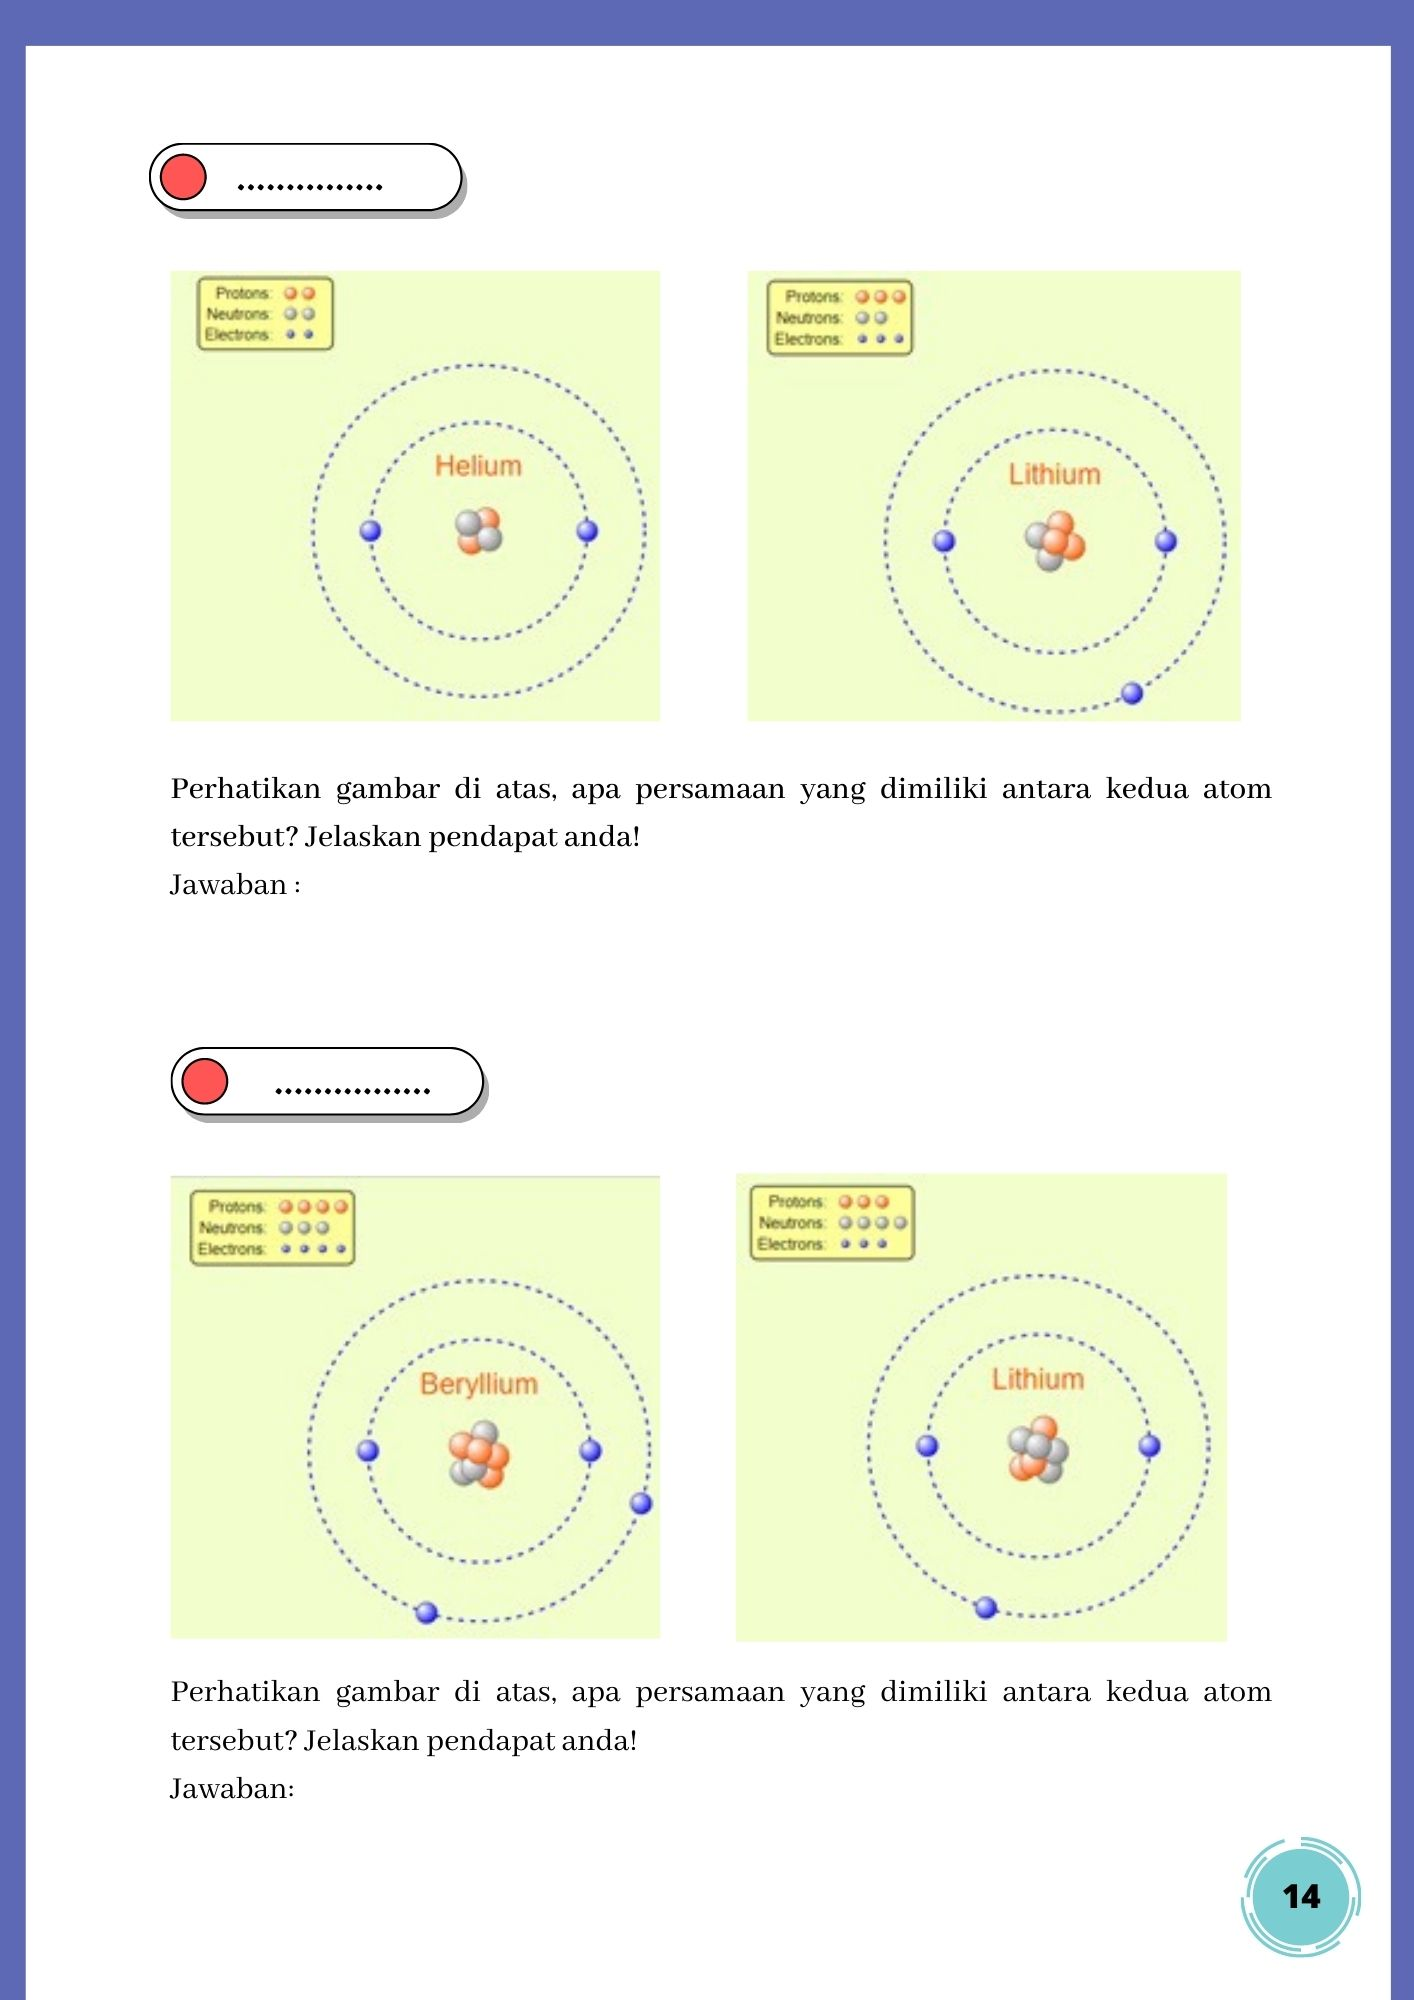 ...............
Protons:
Neutrons:
Electrons:
Helium
Protons:
Neutrons:
Electrons:
Lithium
Perhatikan gambar di atas, apa persamaan yang dimiliki antara kedua atom
tersebut? Jelaskan pendapat anda!
Jawaban :
................
Protons:
Neutrons:
Electrons:
Beryllium
Protons:
Neutrons:
Electrons:
Lithium
Perhatikan gambar di atas, apa persamaan yang dimiliki antara kedua atom
tersebut? Jelaskan pendapat anda!
Jawaban:
14